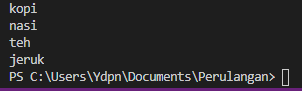 kopi
nasi
teh
jeruk
PS C:\Users\Ydpn\Documents\Perulangan>